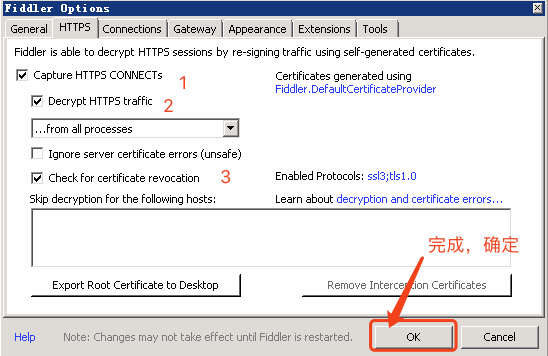 Fiddler Options
General HTTPS Connections Gateway Appearance Extensions Tools
Fiddler is able to decrypt HTTPS sessions by re-signing traffic using self-generated certificates.
Capture HTTPS CONNECTs 1 Certificates generated using
Fiddler.DefaultCertificateProvider
Decrypt HTTPS traffic 2
...from all processes
Ignore server certificate errors (unsafe)
Check for certificate revocation 3 Enabled Protocols: ssl3;tls1.0
Skip decryption for the following hosts: Learn about decryption and certificate errors...
完成，确定
Export Root Certificate to Desktop Remove Interception Certificates
Help Note: Changes may not take effect until Fiddler is restarted. OK Cancel